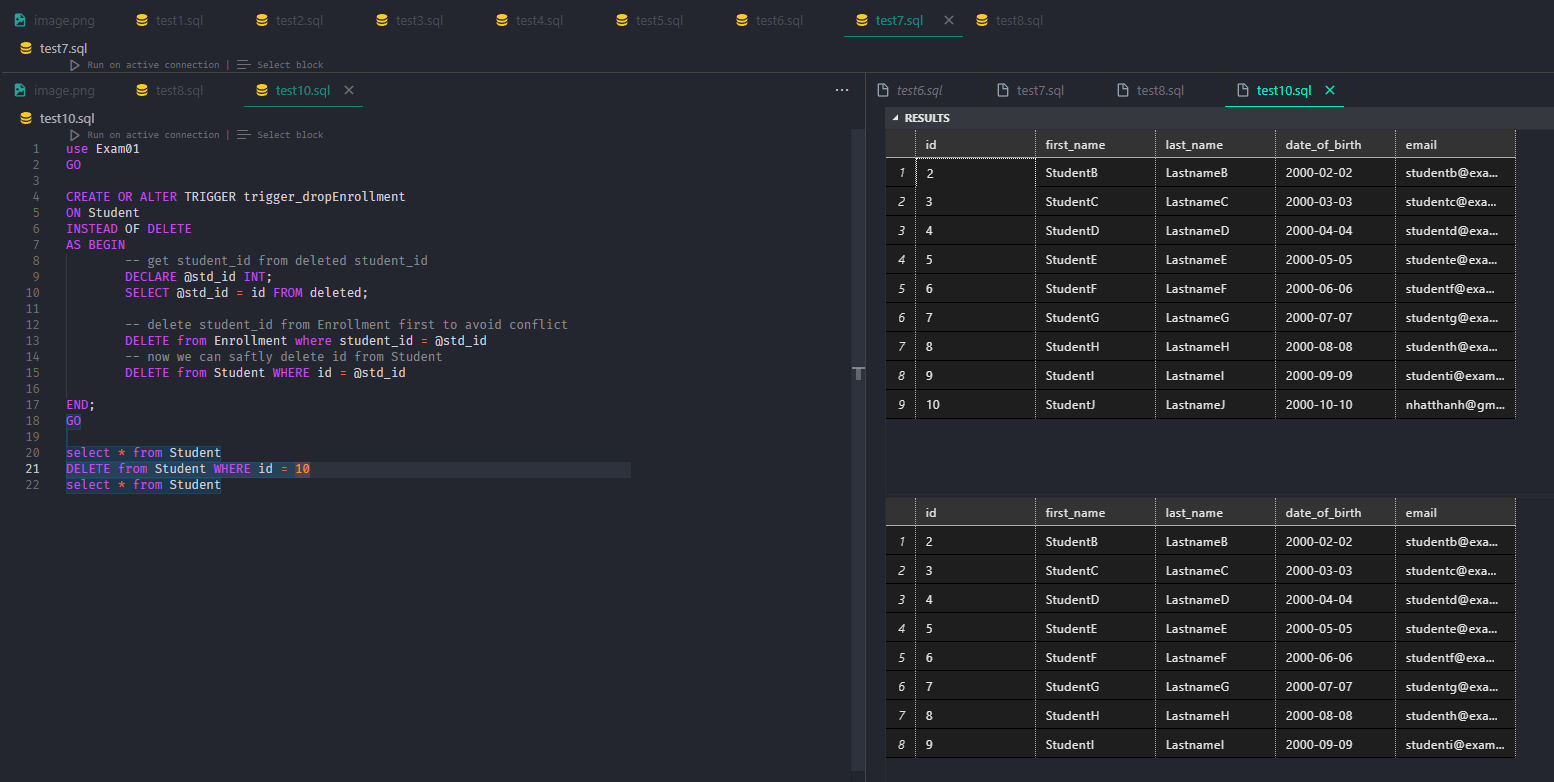 image.png test1.sql test2.sql test3.sql test4.sql test5.sql test6.sql test7.sql test8.sql
test7.sql
Run on active connection | Select block
image.png test8.sql test10.sql
test10.sql
Run on active connection | Select block
1 use Exam01
2 GO
3
4 CREATE OR ALTER TRIGGER trigger_dropEnrollment
5 ON Student
6 INSTEAD OF DELETE
7 AS BEGIN
8 -- get student_id from deleted student_id
9 DECLARE @std_id INT;
10 SELECT @std_id = id FROM deleted;
11
12 -- delete student_id from Enrollment first to avoid conflict
13 DELETE from Enrollment where student_id = @std_id
14 -- now we can saftly delete id from Student
15 DELETE from Student WHERE id = @std_id
16
17 END;
18 GO
19
20 select * from Student
21 DELETE from Student WHERE id = 10
22 select * from Student
test6.sql test7.sql test8.sql test10.sql
RESULTS
id first_name last_name date_of_birth email
1 2 StudentB LastnameB 2000-02-02 studentb@exa...
2 3 StudentC LastnameC 2000-03-03 studentc@exa...
3 4 StudentD LastnameD 2000-04-04 studentd@exa...
4 5 StudentE LastnameE 2000-05-05 studente@exa...
5 6 StudentF LastnameF 2000-06-06 studentf@exa...
6 7 StudentG LastnameG 2000-07-07 studentg@exa...
7 8 StudentH LastnameH 2000-08-08 studenth@exa...
8 9 StudentI LastnameI 2000-09-09 studenti@exam...
9 10 StudentJ LastnameJ 2000-10-10 nhatthanh@gm...
id first_name last_name date_of_birth email
1 2 StudentB LastnameB 2000-02-02 studentb@exa...
2 3 StudentC LastnameC 2000-03-03 studentc@exa...
3 4 StudentD LastnameD 2000-04-04 studentd@exa...
4 5 StudentE LastnameE 2000-05-05 studente@exa...
5 6 StudentF LastnameF 2000-06-06 studentf@exa...
6 7 StudentG LastnameG 2000-07-07 studentg@exa...
7 8 StudentH LastnameH 2000-08-08 studenth@exa...
8 9 StudentI LastnameI 2000-09-09 studenti@exam...